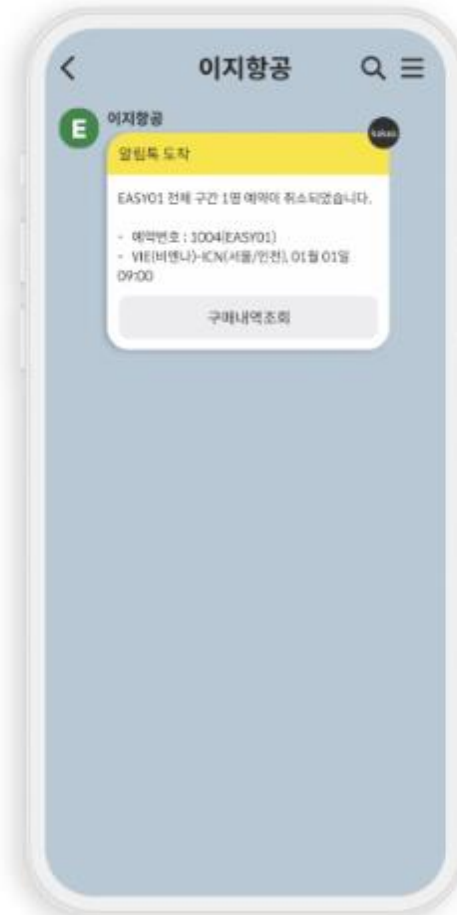 이지항공
E
이지항공
kakao
알림톡 도착
EASY01 전체 구간 1명 예약이 취소되었습니다.
- 예약번호 : 1004(EASY01)
- VIE(비엔나)-ICN(서울/인천), 01월 01일
09:00
구매내역조회